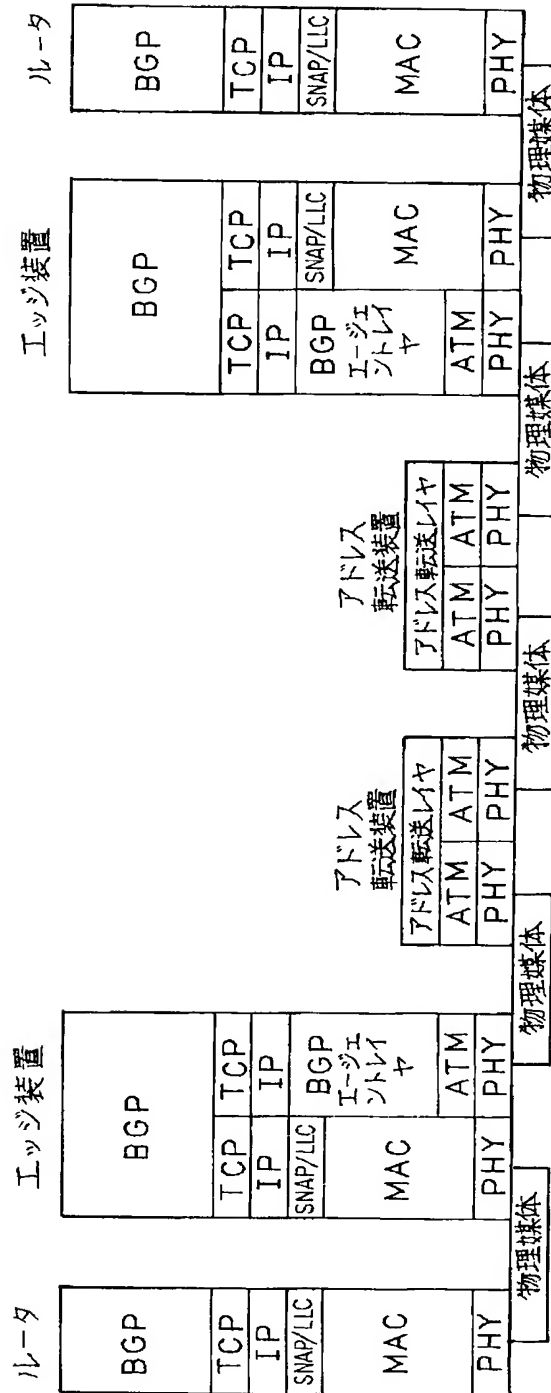 ルータ
BGP
TCP
IP
SNAP/LLC
MAC
PHY
物理媒体
エッジ装置
BGP
TCP TCP
IP IP
SNAP/LLC
BGP
エージェ
ントレイ
ヤ
MAC
ATM
PHY PHY
物理媒体
アドレス
転送装置
アドレス転送レイヤ
ATM ATM
PHY PHY
物理媒体
アドレス
転送装置
アドレス転送レイヤ
ATM ATM
PHY PHY
物理媒体
エッジ装置
BGP
TCP TCP
IP IP
BGP
エージェ
ントレイ
ヤ
SNAP/LLC
MAC
ATM
PHY PHY
物理媒体
ルータ
BGP
TCP
IP
SNAP/LLC
MAC
PHY